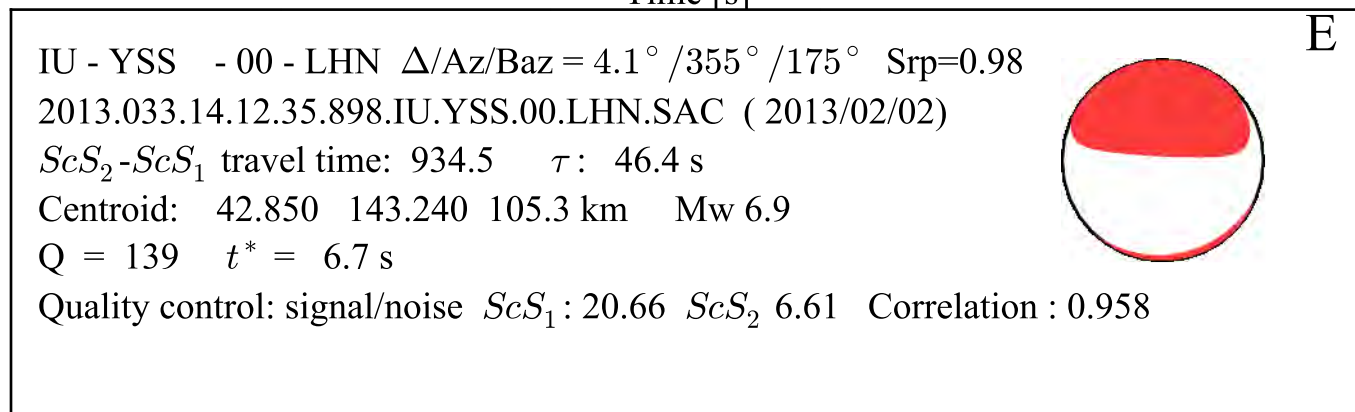 Time [s]
E
IU - YSS - 00 - LHN Δ/Az/Baz = 4.1° /355° /175° Srp=0.98
2013.033.14.12.35.898.IU.YSS.00.LHN.SAC ( 2013/02/02)
ScS₂-ScS₁ travel time: 934.5 τ : 46.4 s
Centroid: 42.850 143.240 105.3 km Mw 6.9
Q = 139 t* = 6.7 s
Quality control: signal/noise ScS₁ : 20.66 ScS₂ 6.61 Correlation : 0.958